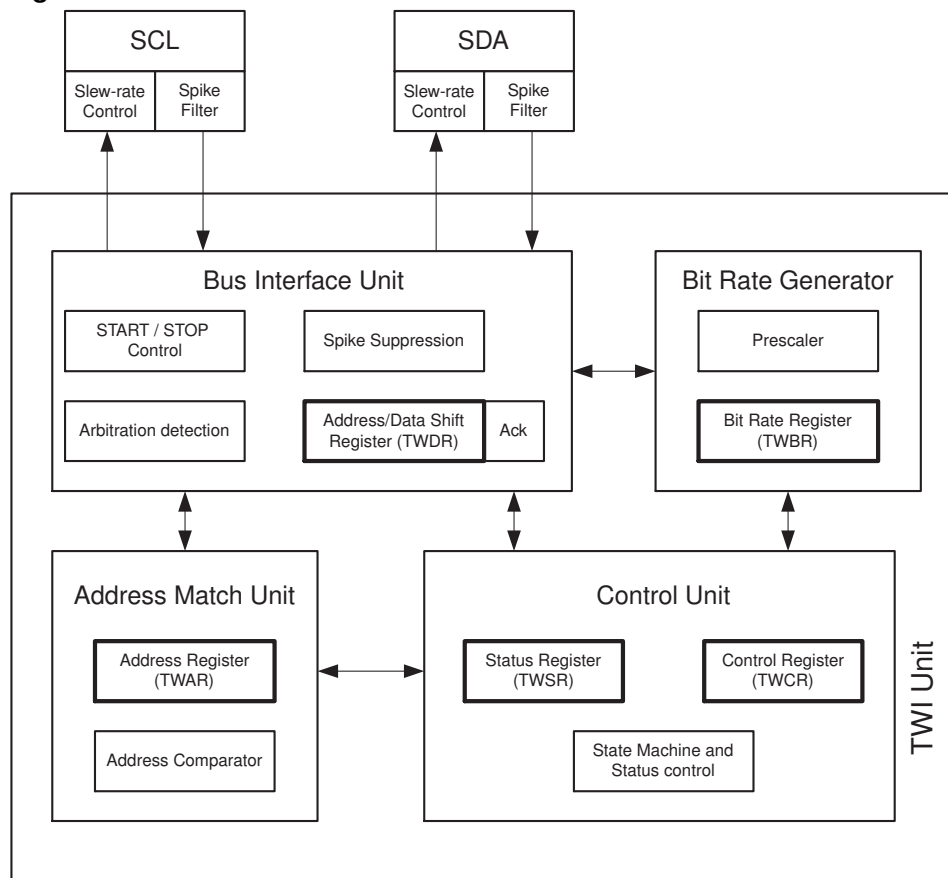 SCL
Slew-rate
Control
Spike
Filter
SDA
Slew-rate
Control
Spike
Filter
Bus Interface Unit
START / STOP
Control
Spike Suppression
Arbitration detection
Address/Data Shift
Register (TWDR)
Ack
Bit Rate Generator
Prescaler
Bit Rate Register
(TWBR)
Address Match Unit
Address Register
(TWAR)
Address Comparator
Control Unit
Status Register
(TWSR)
Control Register
(TWCR)
State Machine and
Status control
TWI Unit